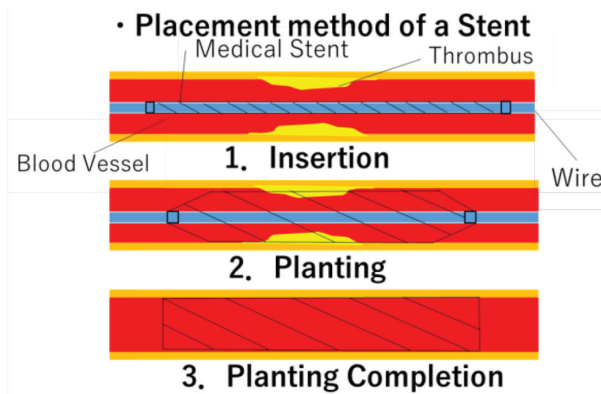 ・Placement method of a Stent
Medical Stent
Thrombus
Blood Vessel
1. Insertion
Wire
2. Planting
3. Planting Completion